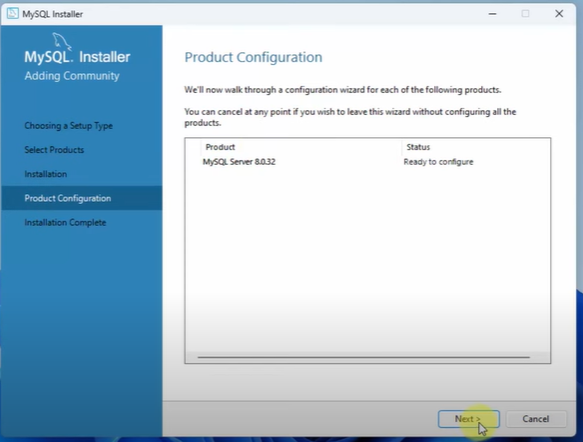 MySQL Installer
MySQL. Installer
Adding Community
Choosing a Setup Type
Select Products
Installation
Product Configuration
Installation Complete
Product Configuration
We'll now walk through a configuration wizard for each of the following products.
You can cancel at any point if you wish to leave this wizard without configuring all the
products.
Product Status
MySQL Server 8.0.32 Ready to configure
Next > Cancel